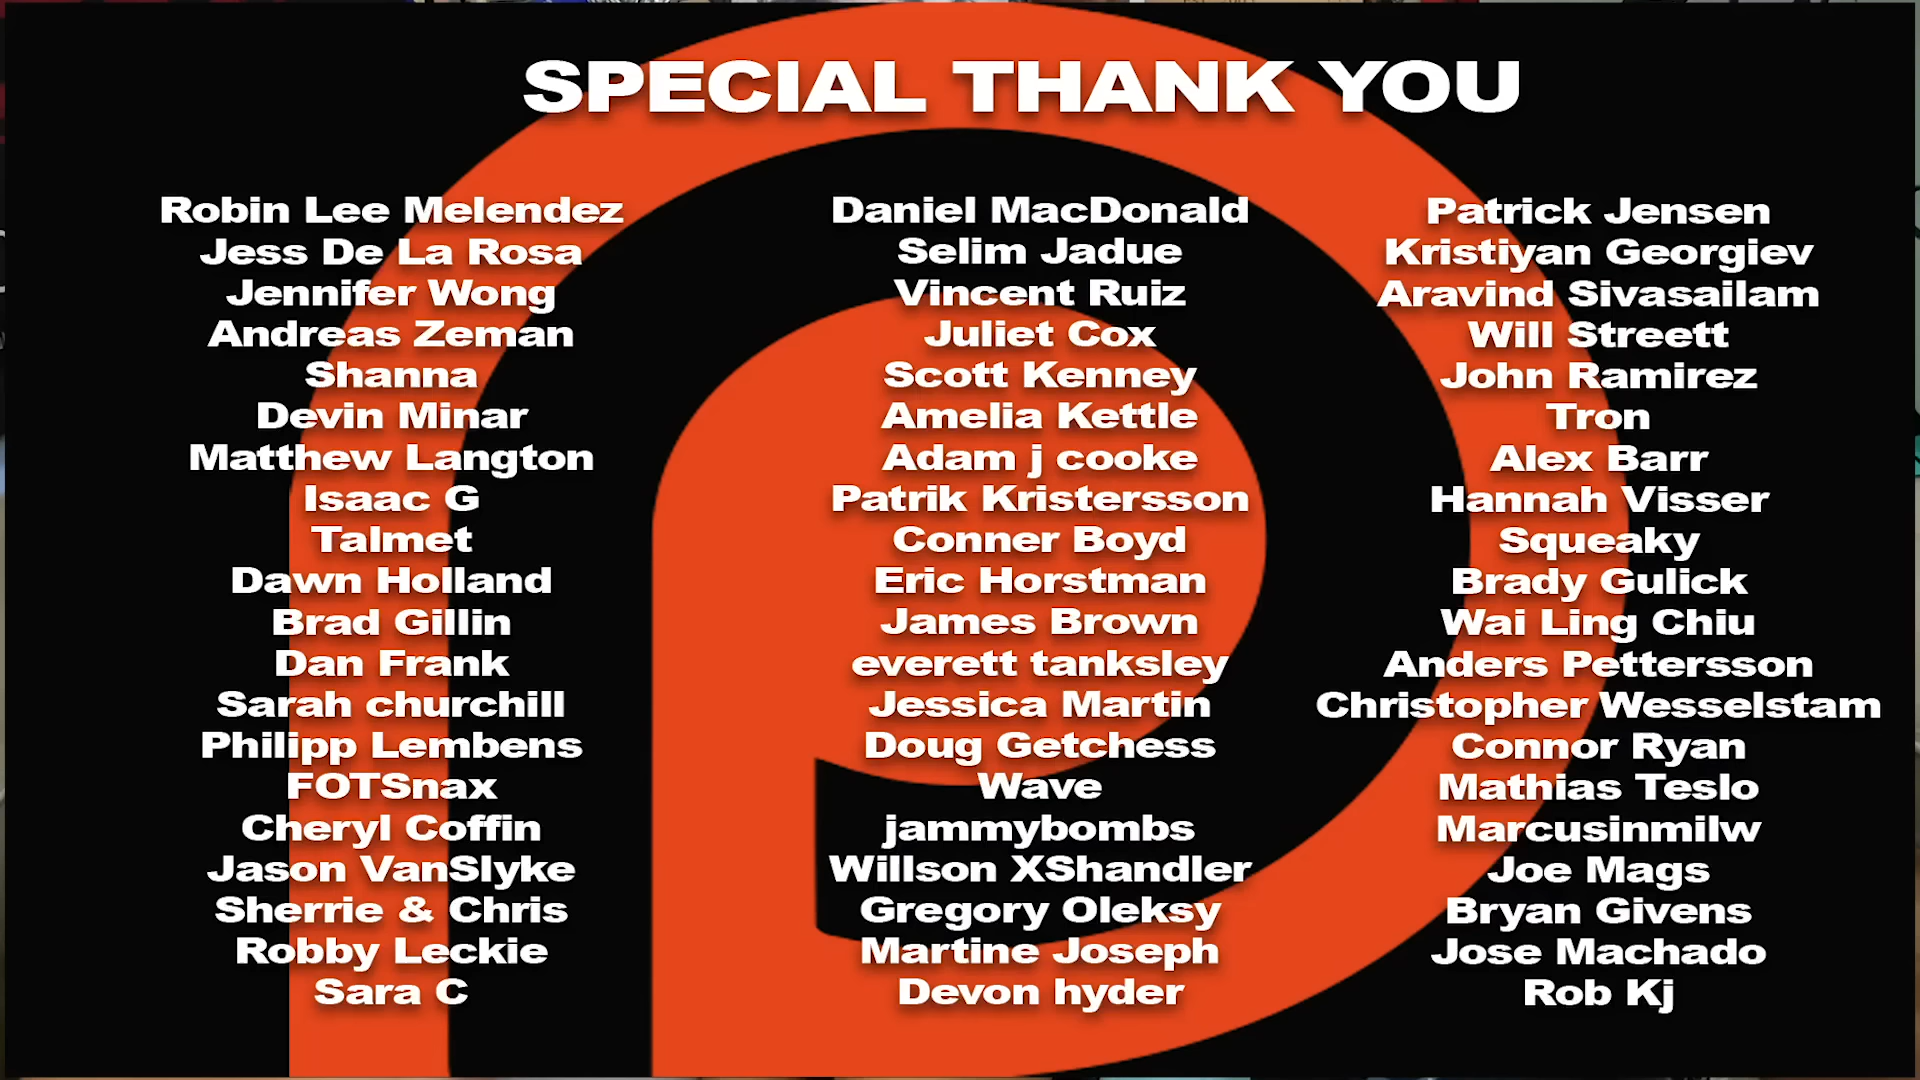 SPECIAL THANK YOU
Robin Lee Melendez
Jess De La Rosa
Jennifer Wong
Andreas Zeman
Shanna
Devin Minar
Matthew Langton
Isaac G
Talmet
Dawn Holland
Brad Gillin
Dan Frank
Sarah churchill
Philipp Lembens
FOTSnax
Cheryl Coffin
Jason VanSlyke
Sherrie & Chris
Robby Leckie
Sara C
Daniel MacDonald
Selim Jadue
Vincent Ruiz
Juliet Cox
Scott Kenney
Amelia Kettle
Adam j cooke
Patrik Kristersson
Conner Boyd
Eric Horstman
James Brown
everett tanksley
Jessica Martin
Doug Getchess
Wave
jammybombs
Willson XShandler
Gregory Oleksy
Martine Joseph
Devon hyder
Patrick Jensen
Kristiyan Georgiev
Aravind Sivasailam
Will Streett
John Ramirez
Tron
Alex Barr
Hannah Visser
Squeaky
Brady Gulick
Wai Ling Chiu
Anders Pettersson
Christopher Wesselstam
Connor Ryan
Mathias Teslo
Marcusinmilw
Joe Mags
Bryan Givens
Jose Machado
Rob Kj